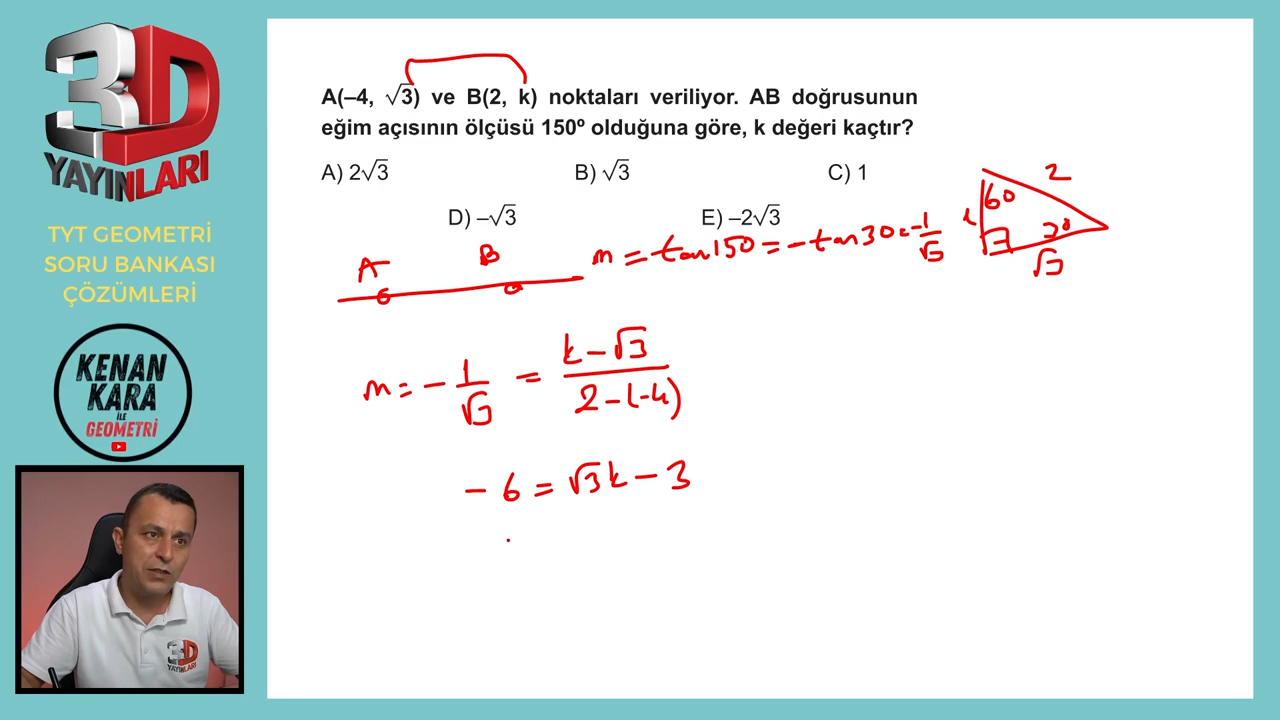 3D
YAYINLARI
TYT GEOMETRİ
SORU BANKASI
ÇÖZÜMLERİ
KENAN
KARA
İLE
GEOMETRİ
A(–4, √3) ve B(2, k) noktaları veriliyor. AB doğrusunun
eğim açısının ölçüsü 150º olduğuna göre, k değeri kaçtır?
A) 2√3 B) √3 C) 1
D) –√3 E) –2√3
A B
m = tan150 = -tan30 = -1/√3
60 2
1 30
√3
m = - 1/√3 = k - √3 / 2 - (-4)
- 6 = √3k - 3
3D
YAYINLARI